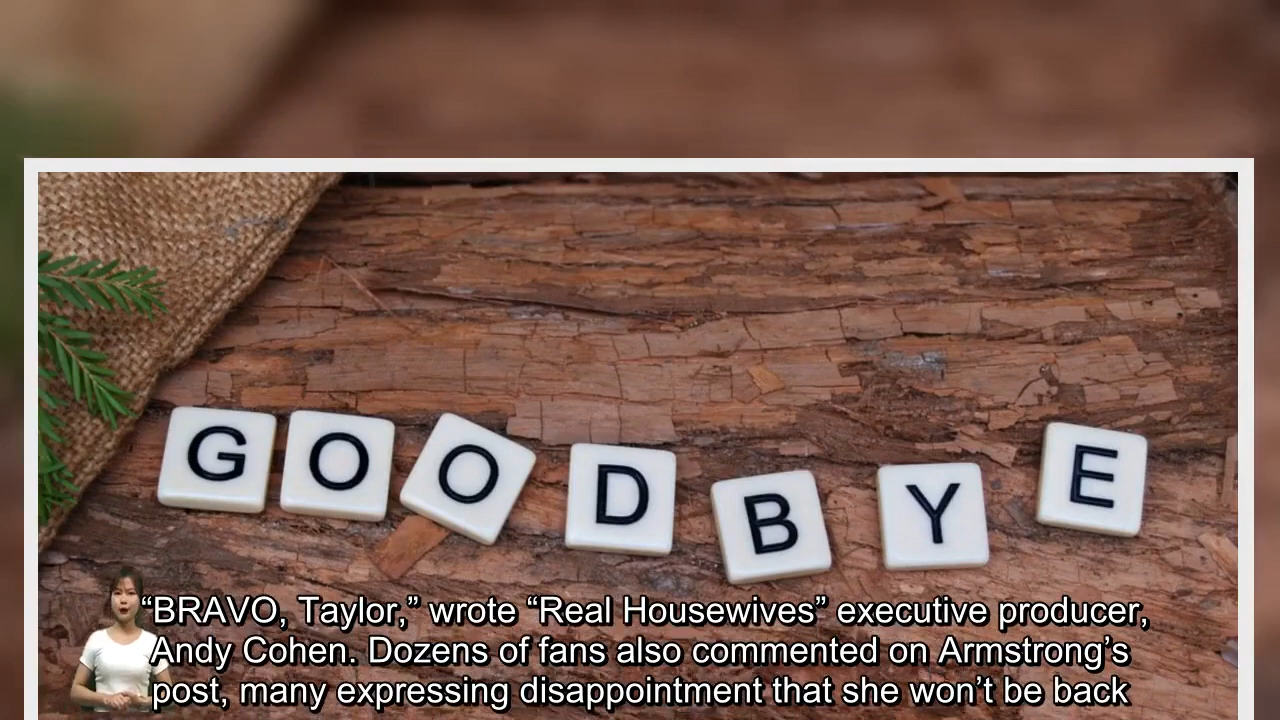 GOODBYE
“BRAVO, Taylor,” wrote “Real Housewives” executive producer,
Andy Cohen. Dozens of fans also commented on Armstrong’s
post, many expressing disappointment that she won’t be back